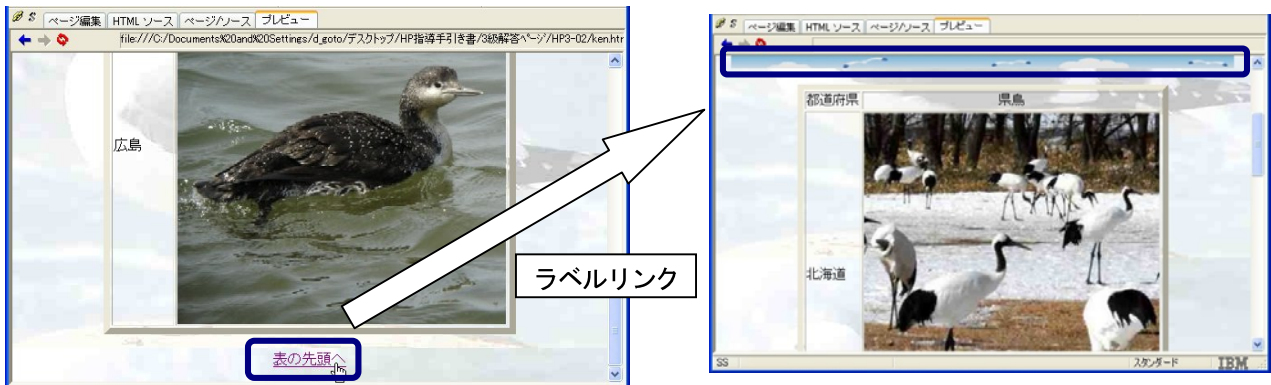 ページ編集 HTML ソース ページ/ソース プレビュー
file:///C:/Documents%20and%20Settings/d_goto/デスクトップ/HP指導手引き書/3級解答ページ/HP3-02/ken.htm
広島
表の先頭へ
ラベルリンク
ページ編集 HTML ソース ページ/ソース プレビュー
都道府県 県鳥
北海道
SS スタンダード IBM